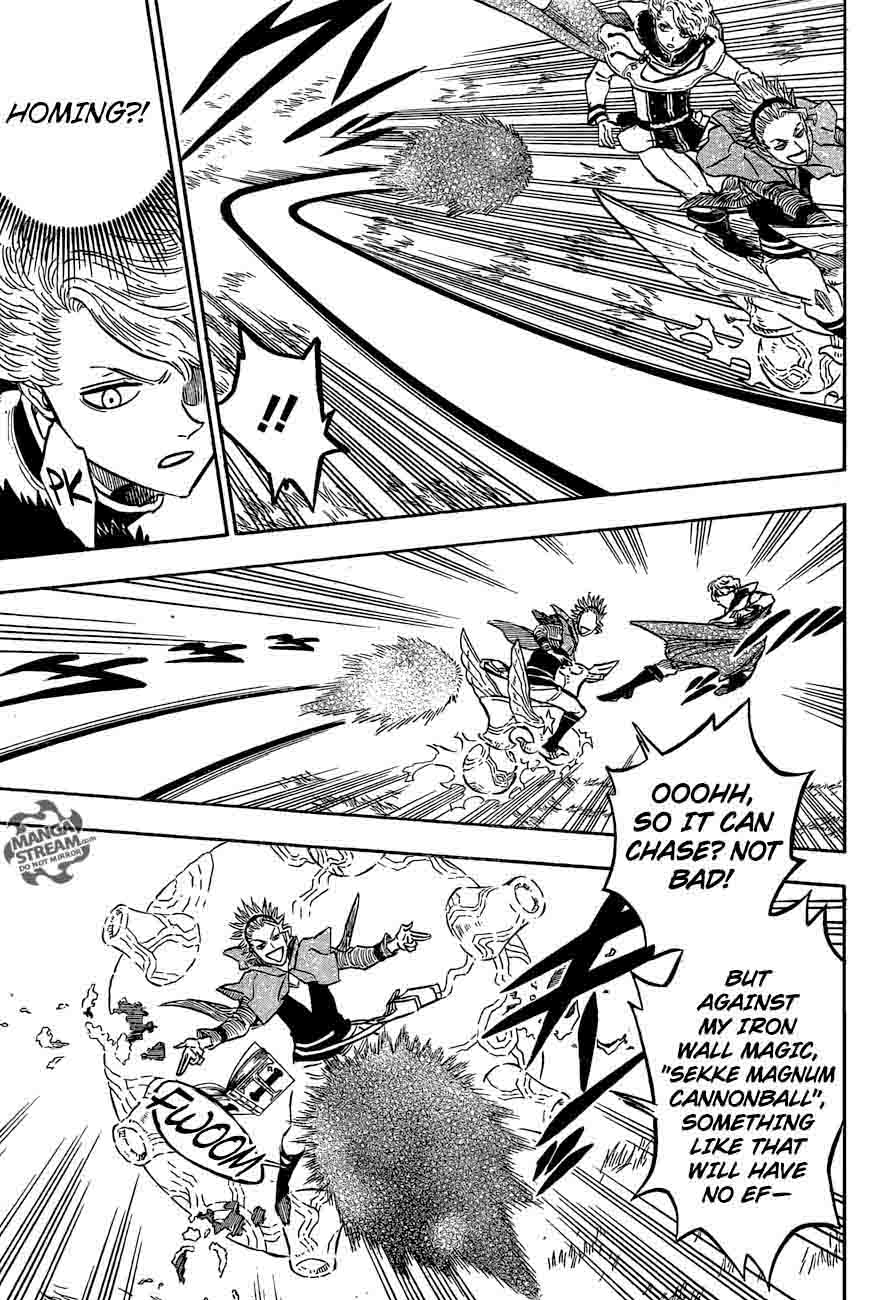 HOMING?!
!!
PK
OOOHH,
SO IT CAN
CHASE? NOT
BAD!
BUT
AGAINST
MY IRON
WALL MAGIC,
"SEKKE MAGNUM
CANNONBALL",
SOMETHING
LIKE THAT
WILL HAVE
NO EF—
FWOOM
MANGA
STREAM.com
DO NOT MIRROR